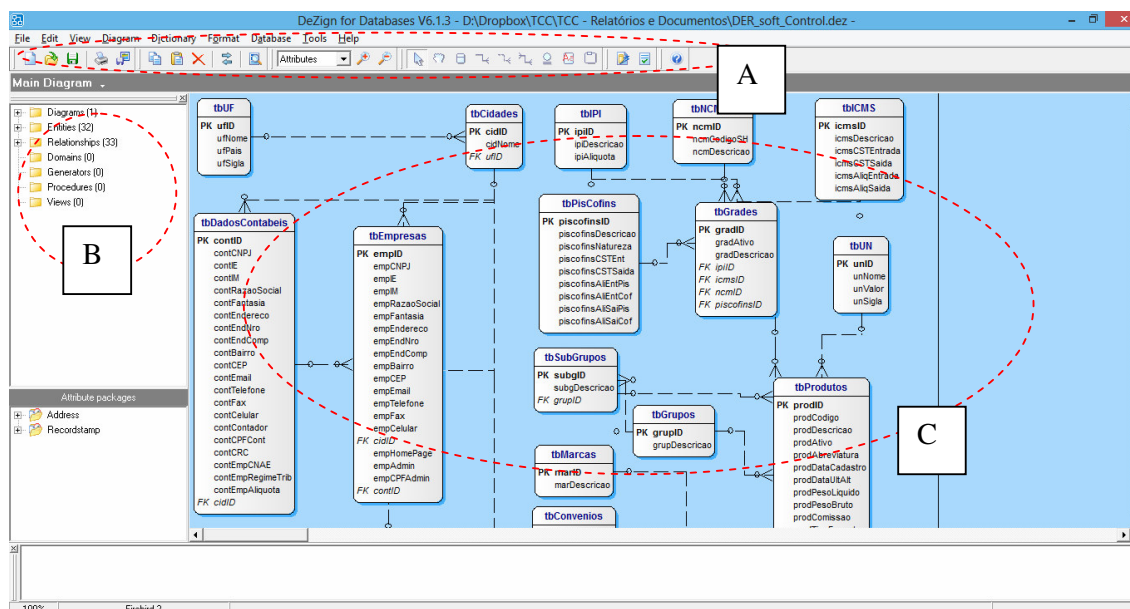 DeZign for Databases V6.1.3 - D:\Dropbox\TCC\TCC - Relatórios e Documentos\DER_soft_Control.dez -
File Edit View Diagram Dictionary Format Database Tools Help
Attributes
A
Main Diagram
Diagrams (1)
Entities (32)
Relationships (33)
Domains (0)
Generators (0)
Procedures (0)
Views (0)
B
Attribute packages
Address
Recordstamp
tbUF
PK ufID
ufNome
ufPais
ufSigla
tbCidades
PK cidID
cidNome
FK ufID
tbIPI
PK ipiID
ipiDescricao
ipiAliquota
PK ncmID
ncmCodigoSH
ncmDescricao
tbICMS
PK icmsID
icmsDescricao
icmsCSTEntrada
icmsCSTSaida
icmsAliqEntrada
icmsAliqSaida
tbDadosContabeis
PK contID
contCNPJ
contIE
contIM
contRazaoSocial
contFantasia
contEndereco
contEndNro
contEndComp
contBairro
contCEP
contEmail
contTelefone
contFax
contCelular
contContador
contCPFCont
contCRC
contEmpCNAE
contEmpRegimeTrib
contEmpAliquota
FK cidID
tbEmpresas
PK empID
empCNPJ
empIE
empIM
empRazaoSocial
empFantasia
empEndereco
empEndNro
empEndComp
empBairro
empCEP
empEmail
empTelefone
empFax
empCelular
FK cidID
empHomePage
empAdmin
empCPFAdmin
FK contID
tbPisCofins
PK piscofinsID
piscofinsDescricao
piscofinsNatureza
piscofinsCSTEnt
piscofinsCSTSaida
piscofinsAliEntPis
piscofinsAliEntCof
piscofinsAliSaiPis
piscofinsAliSaiCof
tbGrades
PK gradID
gradAtivo
gradDescricao
FK ipiID
FK icmsID
FK ncmID
FK piscofinsID
tbUN
PK unID
unNome
unValor
unSigla
tbSubGrupos
PK subgID
subgDescricao
FK grupID
tbGrupos
PK grupID
grupDescricao
tbMarcas
PK marID
marDescricao
tbConvenios
tbProdutos
PK prodID
prodCodigo
prodDescricao
prodAtivo
prodAbreviatura
prodDataCadastro
prodDataUltAlt
prodPesoLiquido
prodPesoBruto
prodComissao
C
100%
Firebird 2